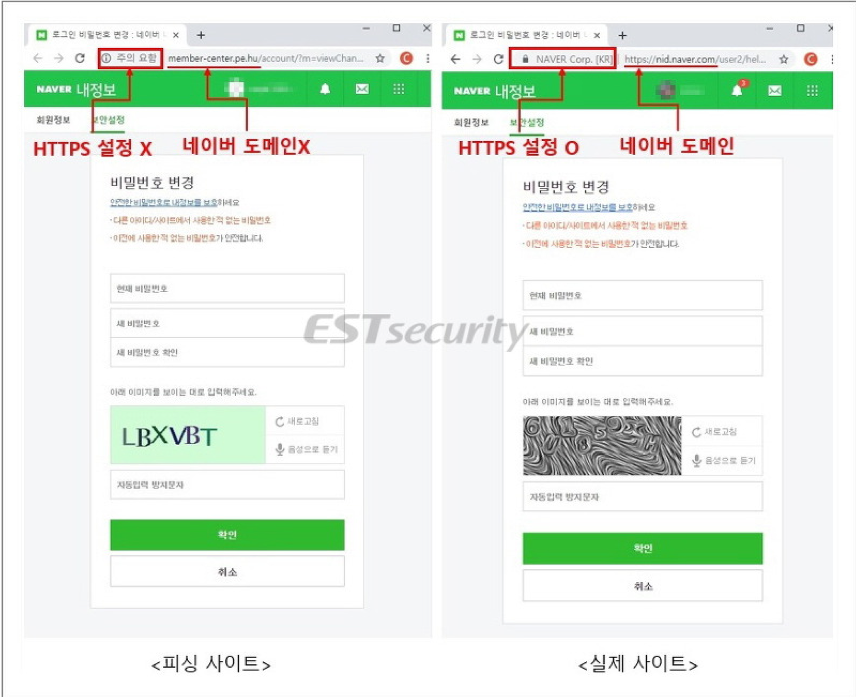 로그인 비밀번호 변경 : 네이버
주의 요함 member-center.pe.hu/account/?m=viewChan...
NAVER 내정보
회원정보 보안설정
HTTPS 설정 X 네이버 도메인X
비밀번호 변경
안전한 비밀번호로 내정보를 보호하세요
· 다른 아이디/사이트에서 사용한 적 없는 비밀번호
· 이전에 사용한 적 없는 비밀번호가 안전합니다.
현재 비밀번호
새 비밀번호
새 비밀번호 확인
아래 이미지를 보이는 대로 입력해주세요.
LBXVBT
새로고침
음성으로 듣기
자동입력 방지문자
확인
취소
<피싱 사이트>
로그인 비밀번호 변경 : 네이버
NAVER Corp. [KR] https://nid.naver.com/user2/hel...
NAVER 내정보
회원정보 보안설정
HTTPS 설정 O 네이버 도메인
비밀번호 변경
안전한 비밀번호로 내정보를 보호하세요
· 다른 아이디/사이트에서 사용한 적 없는 비밀번호
· 이전에 사용한 적 없는 비밀번호가 안전합니다.
현재 비밀번호
새 비밀번호
새 비밀번호 확인
아래 이미지를 보이는 대로 입력해주세요.
새로고침
음성으로 듣기
자동입력 방지문자
확인
취소
<실제 사이트>
ESTsecurity